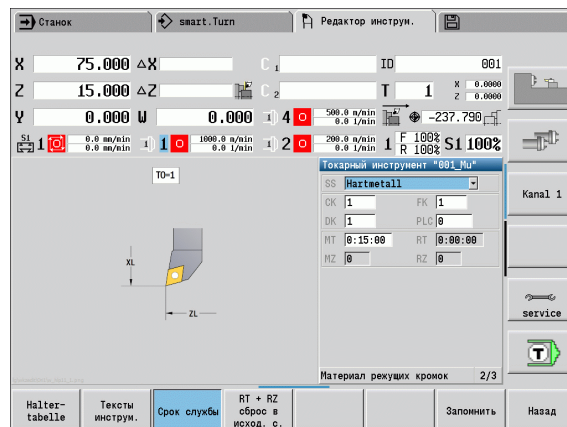 Станок smart.Turn Редактор инструм.
X 75.000 △X C 1 ID 001
Z 15.000 △Z C 2 T 1 X 0.0000 Z 0.0000
Y 0.000 W 0.000 4 500.0 m/min 0.0 1/min -237.790
S1 1 0.0 mm/min 0.0 mm/min 1 1000.0 m/min 0.0 1/min 2 200.0 m/min 0.0 1/min 1 F 100% R 100% S1 100%
TO=1
XL
ZL
Токарный инструмент "001_Mu"
SS Hartmetall
CK 1 FK 1
DK 1 PLC 0
MT 0:15:00 RT 0:00:00
MZ 0 RZ 0
Материал режущих кромок 2/3
Kanal 1
service
T
Halter-
tabelle
Тексты
инструм.
Срок службы
RT + RZ
сброс в
исход. с.
Запомнить
Назад